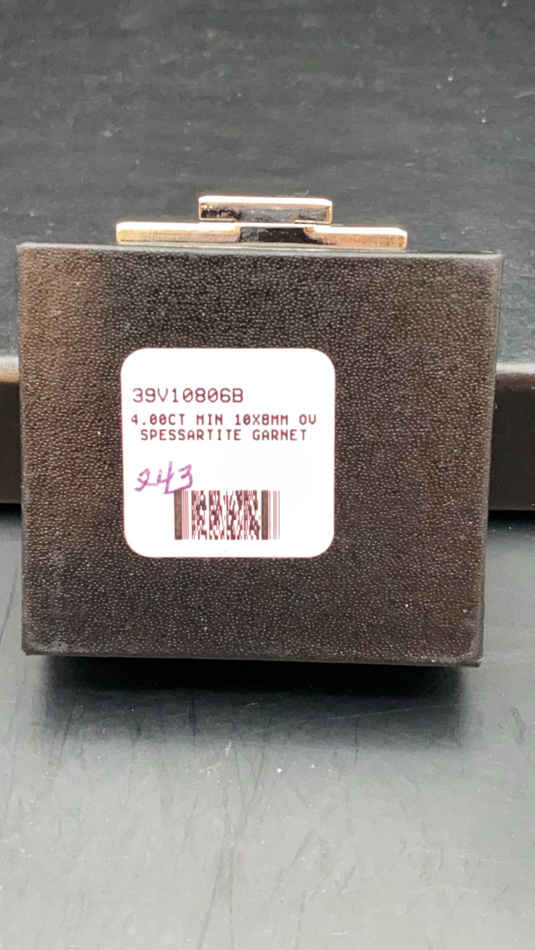 39V10806B
4.00CT MIN 10X8MM OV
SPESSARTITE GARNET
243